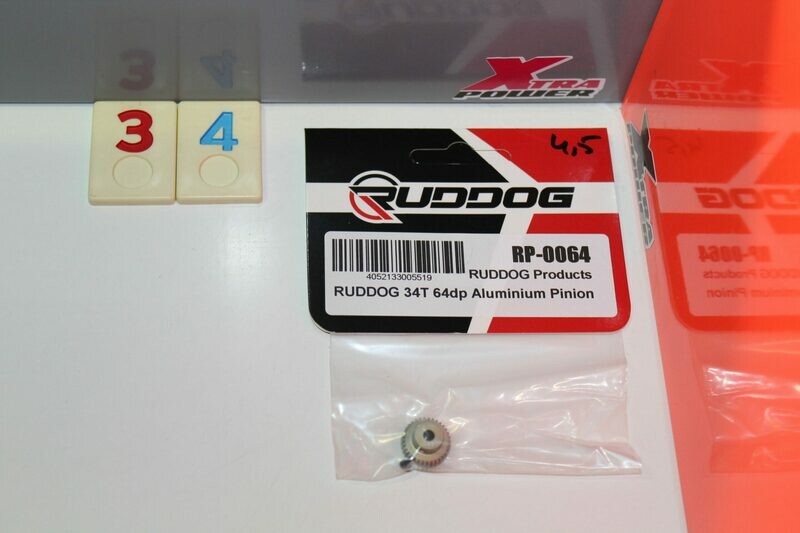 3 4
XTRA
POWER
4,5
RUDDOG
RP-0064
4052133005519
RUDDOG Products
RUDDOG 34T 64dp Aluminium Pinion